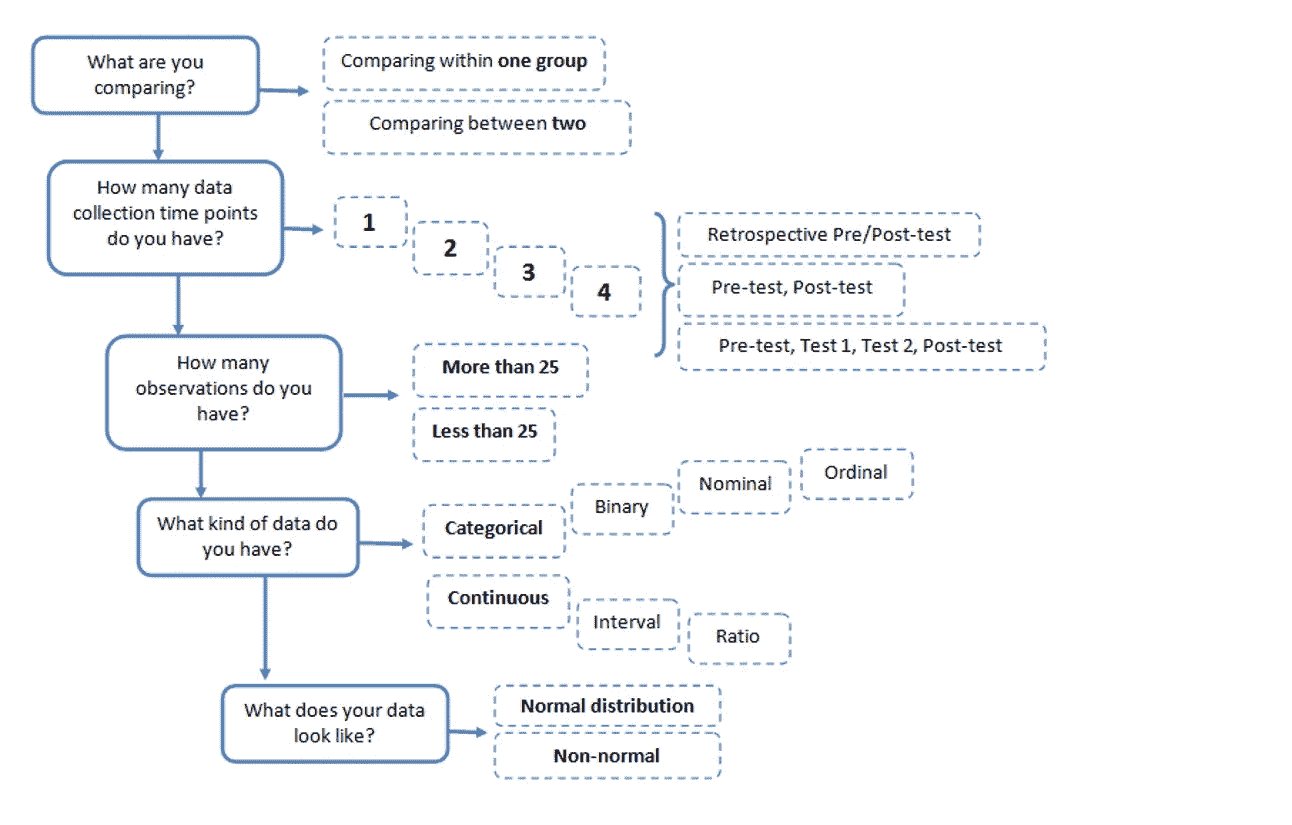 What are you
comparing?
Comparing within one group
Comparing between two
How many data
collection time points
do you have?
1
2
3
4
Retrospective Pre/Post-test
Pre-test, Post-test
Pre-test, Test 1, Test 2, Post-test
How many
observations do you
have?
More than 25
Less than 25
What kind of data do
you have?
Categorical
Binary
Nominal
Ordinal
Continuous
Interval
Ratio
What does your data
look like?
Normal distribution
Non-normal